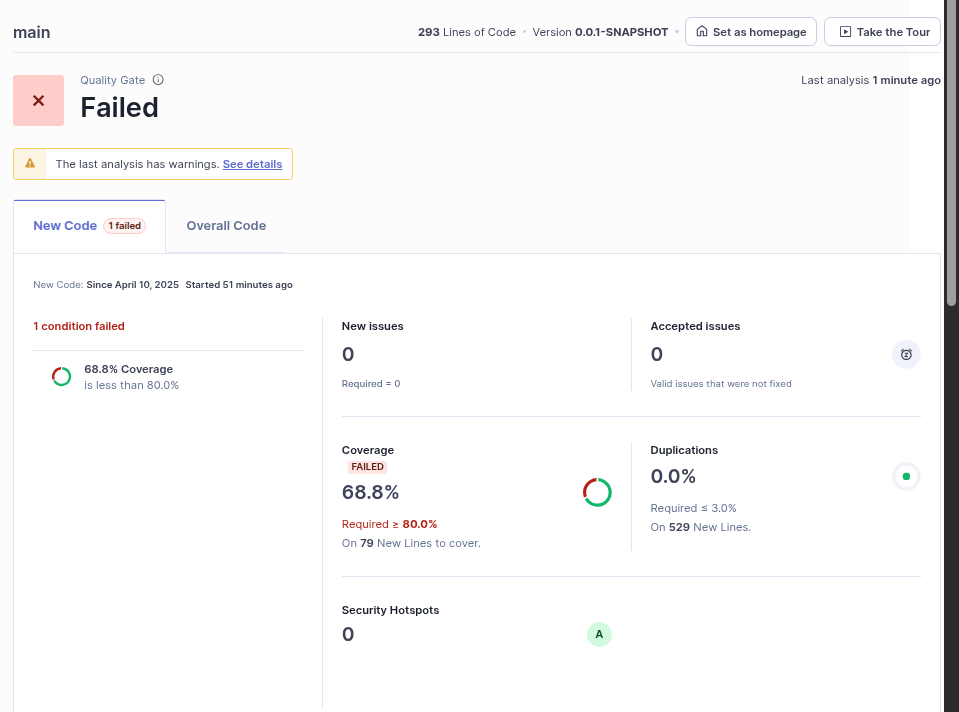 main
293 Lines of Code • Version 0.0.1-SNAPSHOT •
Set as homepage
Take the Tour
Quality Gate
Failed
Last analysis 1 minute ago
The last analysis has warnings. See details
New Code 1 failed
Overall Code
New Code: Since April 10, 2025 Started 51 minutes ago
1 condition failed
68.8% Coverage
is less than 80.0%
New issues
0
Required = 0
Accepted issues
0
Valid issues that were not fixed
Coverage
FAILED
68.8%
Required ≥ 80.0%
On 79 New Lines to cover.
Duplications
0.0%
Required ≤ 3.0%
On 529 New Lines.
Security Hotspots
0
A